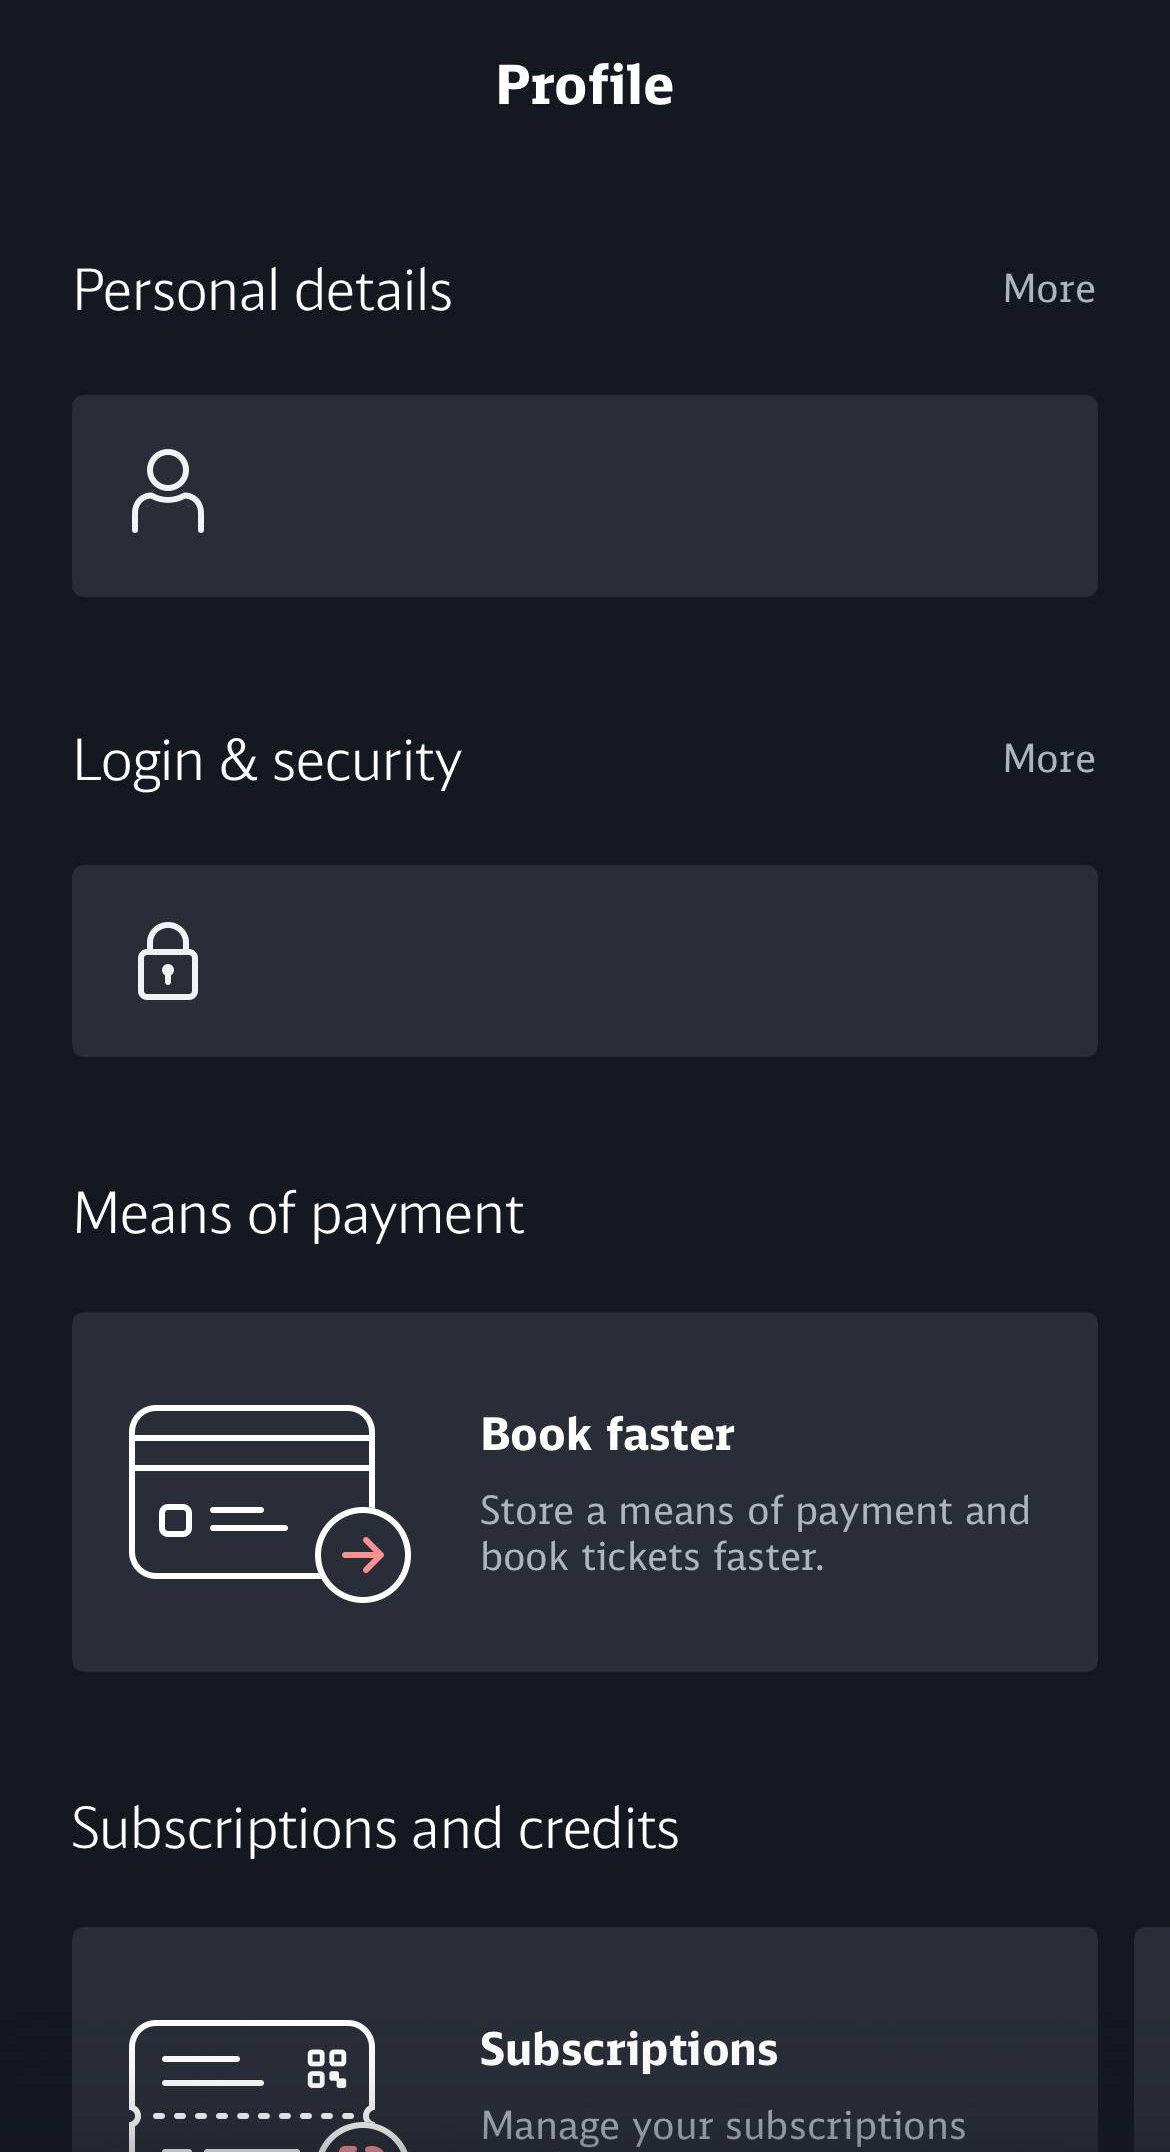 Profile
Personal details
More
Login & security
More
Means of payment
Book faster
Store a means of payment and
book tickets faster.
Subscriptions and credits
Subscriptions
Manage your subscriptions